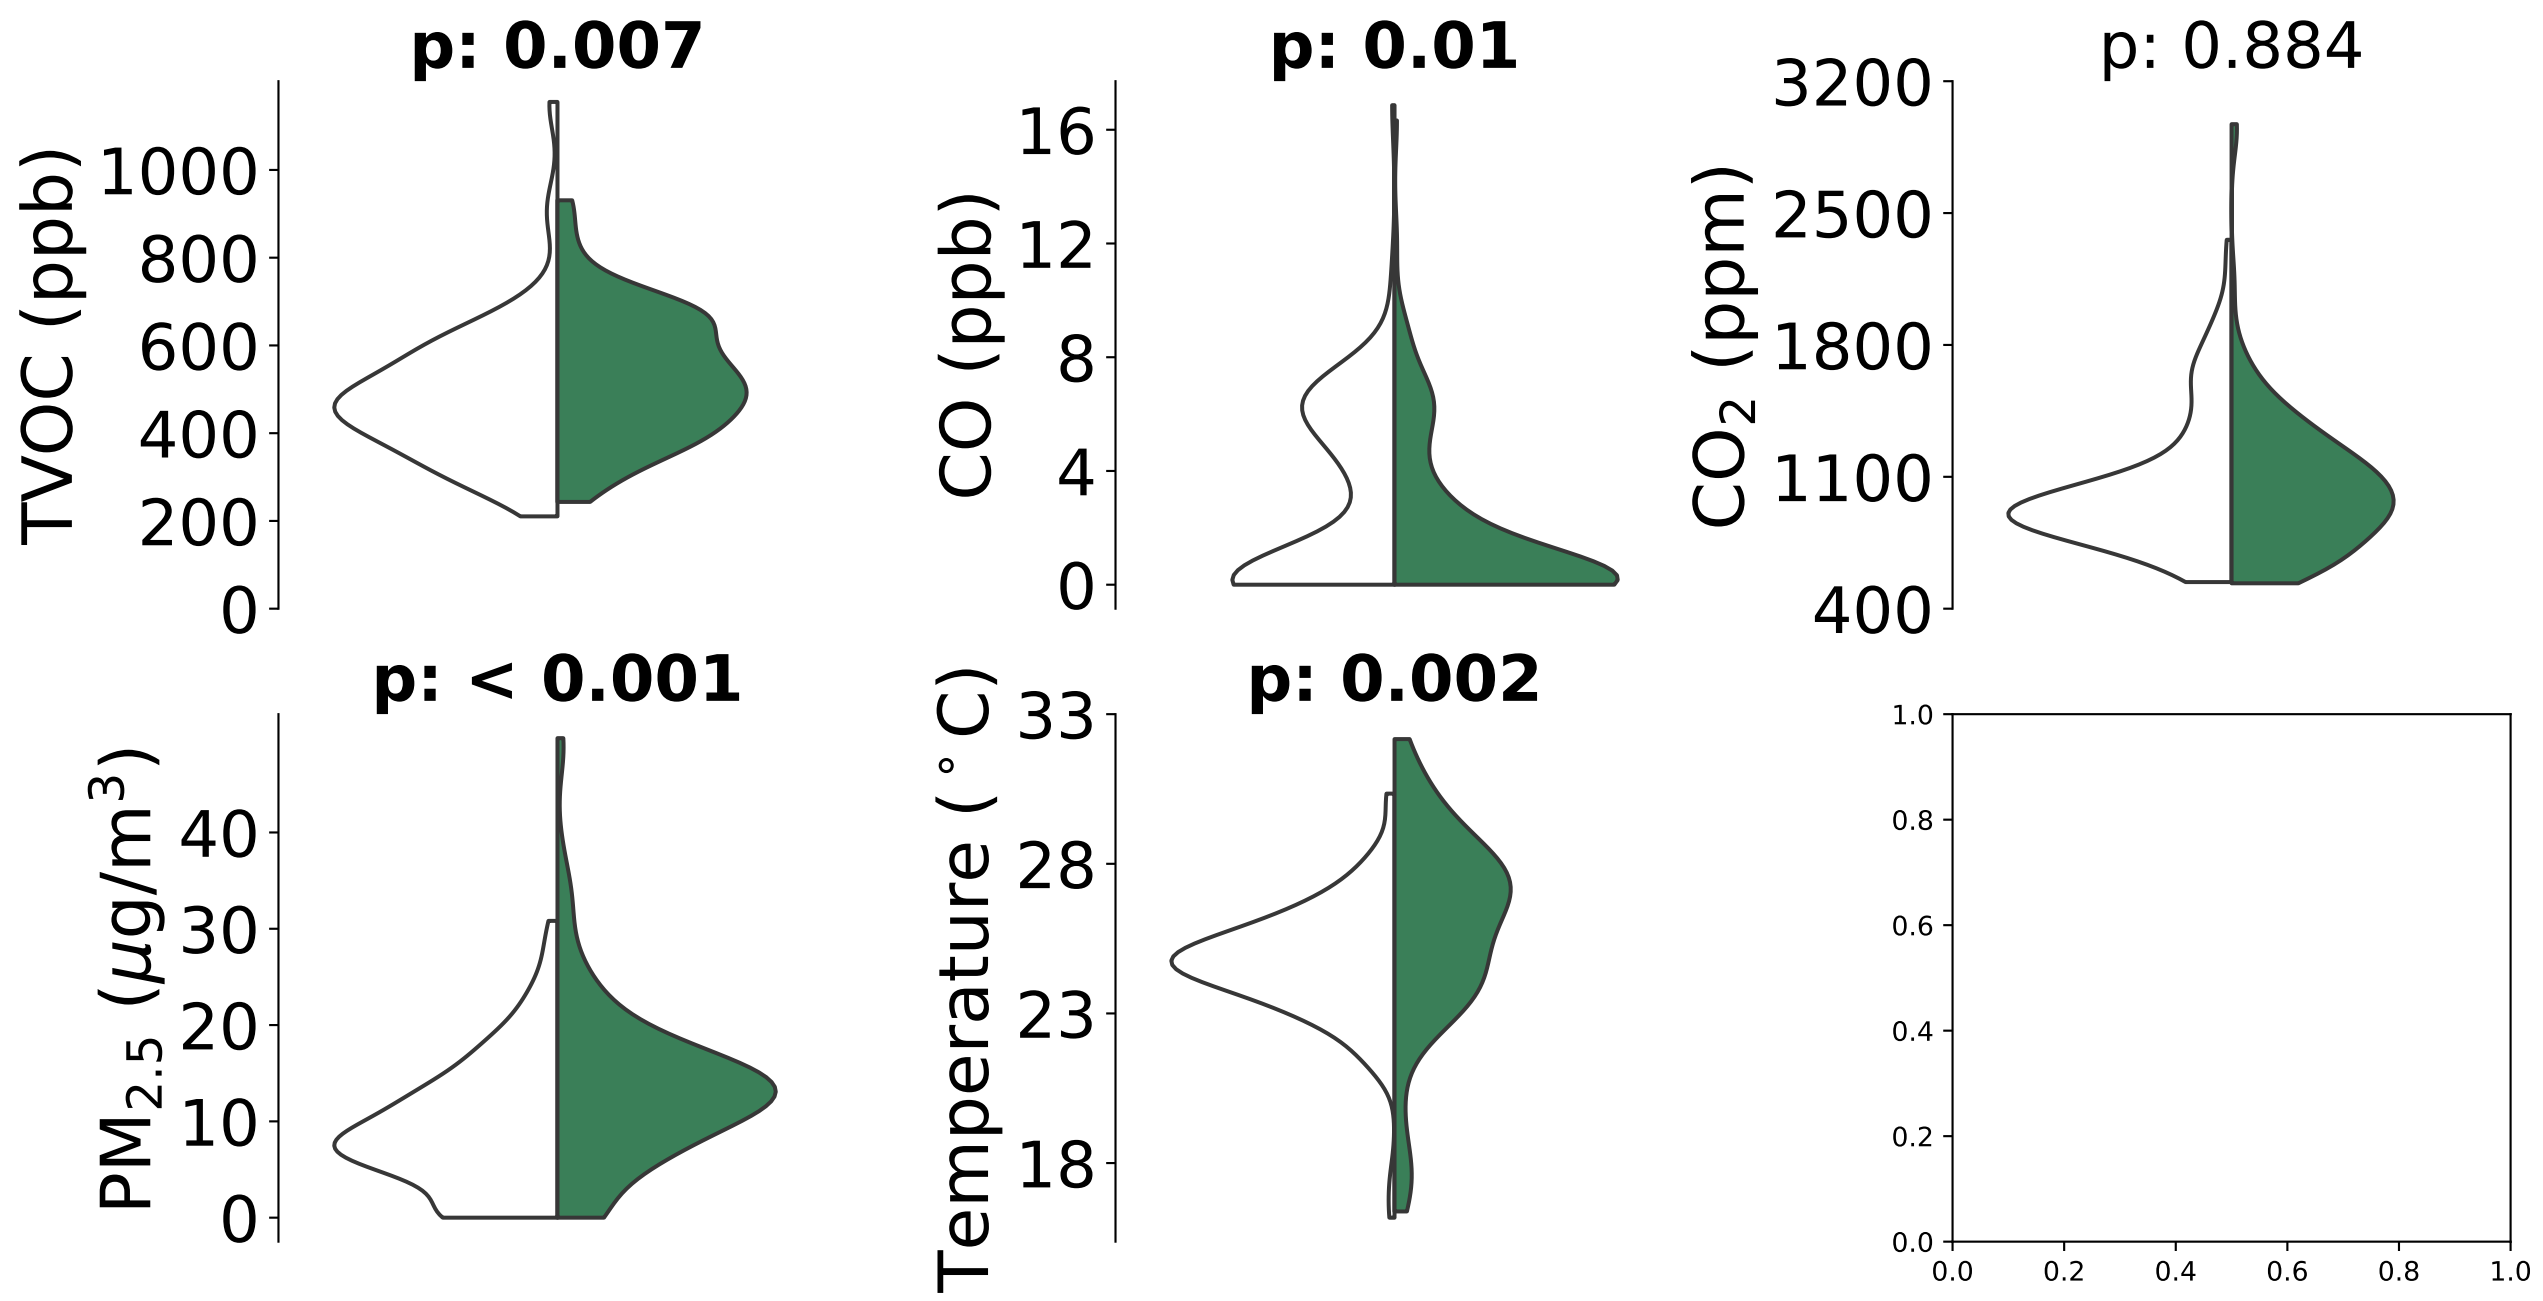 p: 0.007
TVOC (ppb)
1000
800
600
400
200
0
p: 0.01
CO (ppb)
16
12
8
4
0
p: 0.884
CO₂ (ppm)
3200
2500
1800
1100
400
p: < 0.001
PM₂.₅ (μg/m³)
40
30
20
10
0
p: 0.002
Temperature (°C)
33
28
23
18
1.0
0.8
0.6
0.4
0.2
0.0
0.0 0.2 0.4 0.6 0.8 1.0